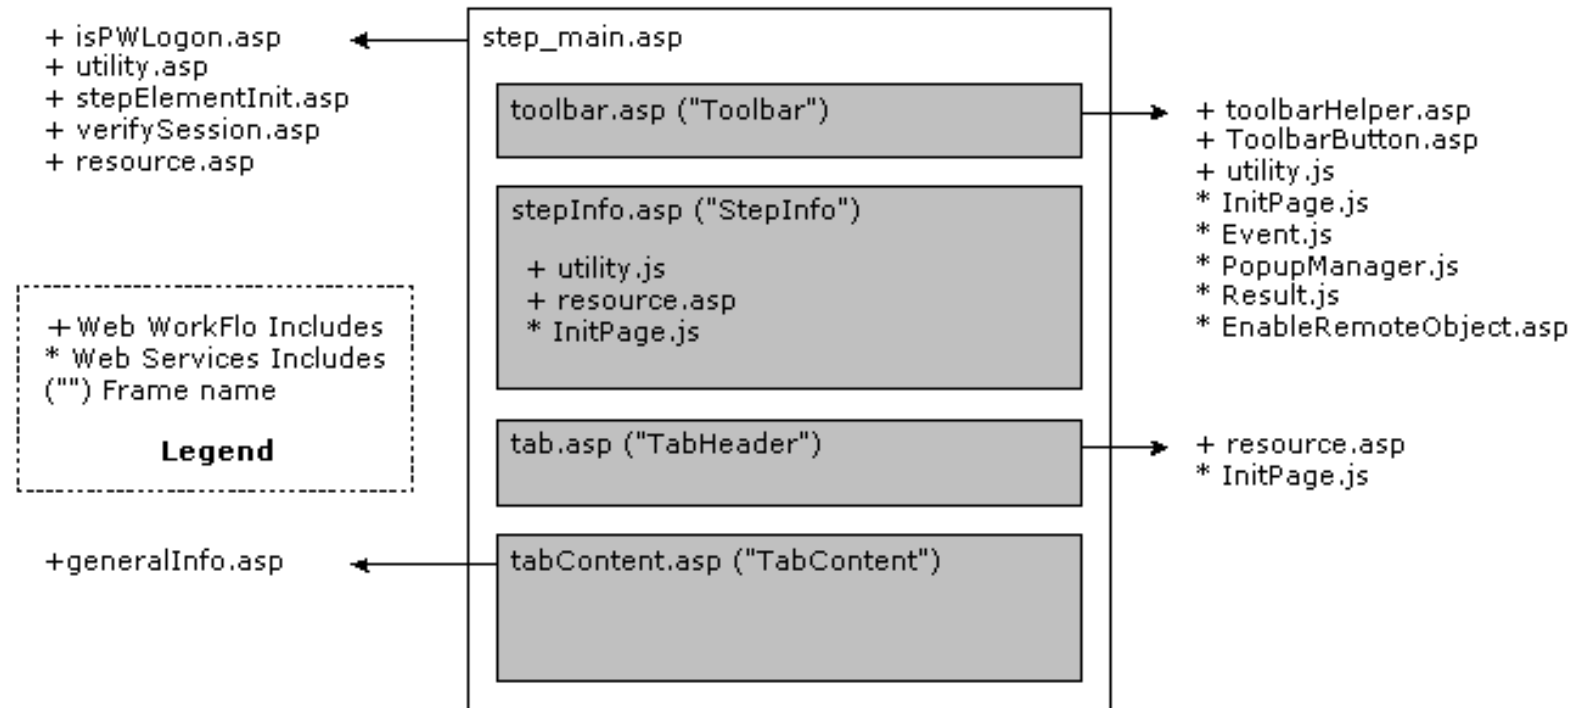 + isPWLogon.asp
+ utility.asp
+ stepElementInit.asp
+ verifySession.asp
+ resource.asp
step_main.asp
toolbar.asp ("Toolbar")
+ toolbarHelper.asp
+ ToolbarButton.asp
+ utility.js
* InitPage.js
* Event.js
* PopupManager.js
* Result.js
* EnableRemoteObject.asp
stepInfo.asp ("StepInfo")
+ utility.js
+ resource.asp
* InitPage.js
+ Web WorkFlo Includes
* Web Services Includes
("") Frame name
Legend
tab.asp ("TabHeader")
+ resource.asp
* InitPage.js
+generalInfo.asp
tabContent.asp ("TabContent")